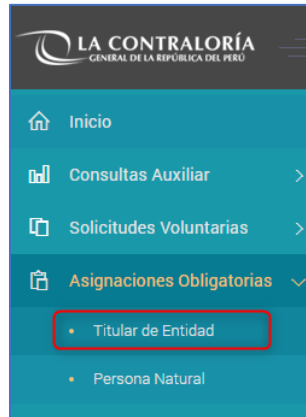 LA CONTRALORÍA
GENERAL DE LA REPÚBLICA DEL PERÚ
Inicio
Consultas Auxiliar
Solicitudes Voluntarias
Asignaciones Obligatorias
Titular de Entidad
Persona Natural